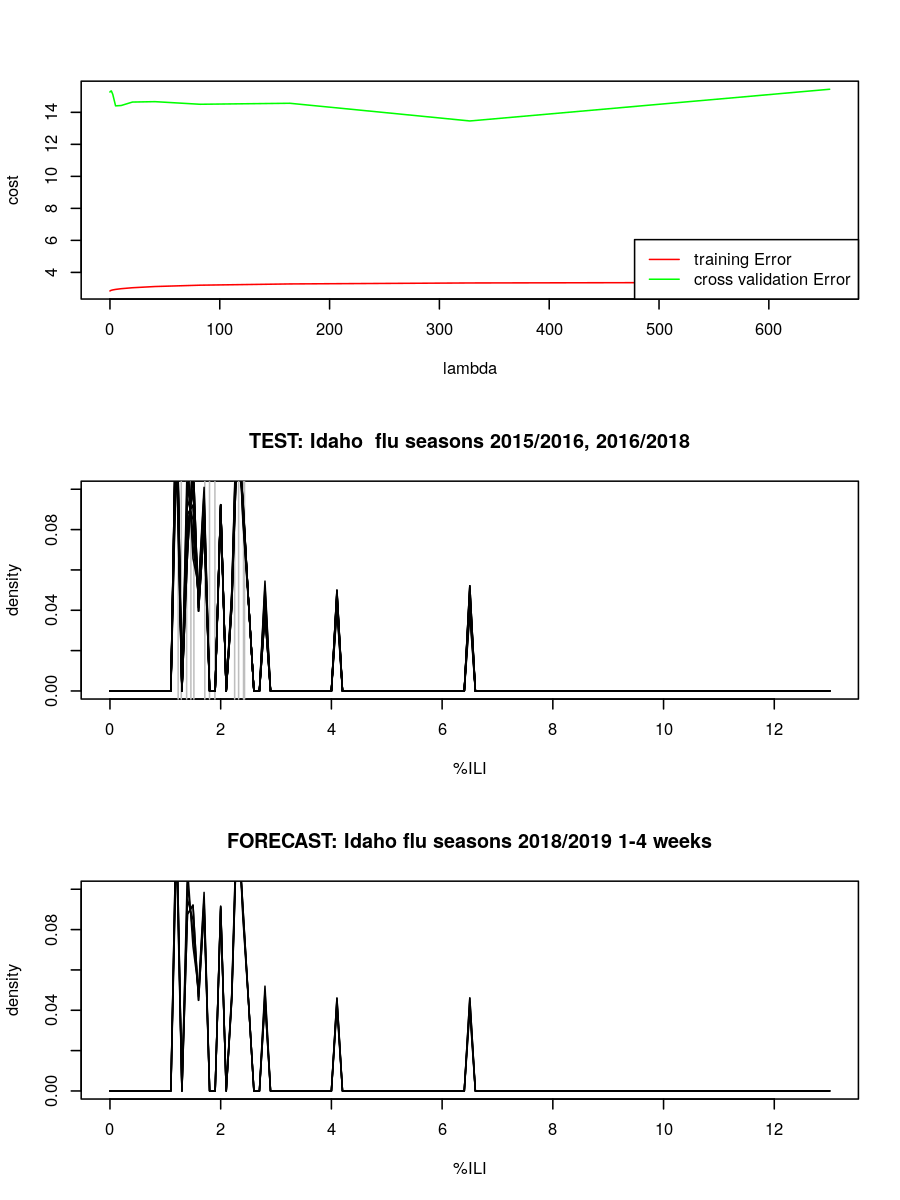 cost
4
6
8
10
12
14
training Error
cross validation Error
0 100 200 300 400 500 600
lambda
TEST: Idaho  flu seasons 2015/2016, 2016/2018
density
0.00
0.04
0.08
0 2 4 6 8 10 12
%ILI
FORECAST: Idaho flu seasons 2018/2019 1-4 weeks
density
0.00
0.04
0.08
0 2 4 6 8 10 12
%ILI